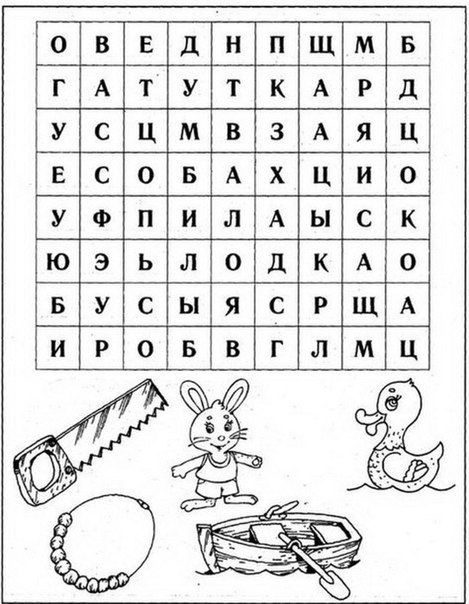 О В Е Д Н П Щ М Б
Г А Т У Т К А Р Д
У С Ц М В З А Я Ц
Е С О Б А Х Ц И О
У Ф П И Л А Ы С К
Ю Э Ь Л О Д К А О
Б У С Ы Я С Р Щ А
И Р О Б В Г Л М Ц